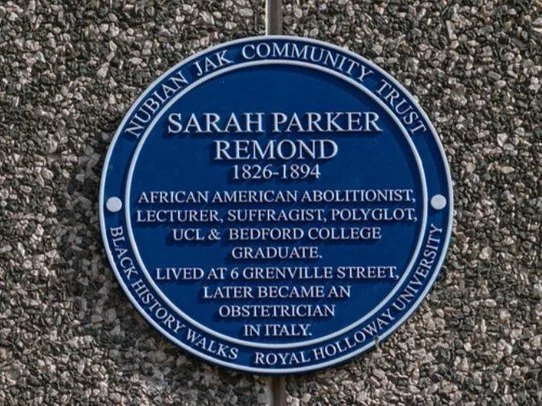 NUBIAN JAK COMMUNITY TRUST
SARAH PARKER
REMOND
1826-1894
AFRICAN AMERICAN ABOLITIONIST,
LECTURER, SUFFRAGIST, POLYGLOT,
UCL & BEDFORD COLLEGE
GRADUATE.
LIVED AT 6 GRENVILLE STREET,
LATER BECAME AN
OBSTETRICIAN
IN ITALY.
BLACK HISTORY WALKS ROYAL HOLLOWAY UNIVERSITY